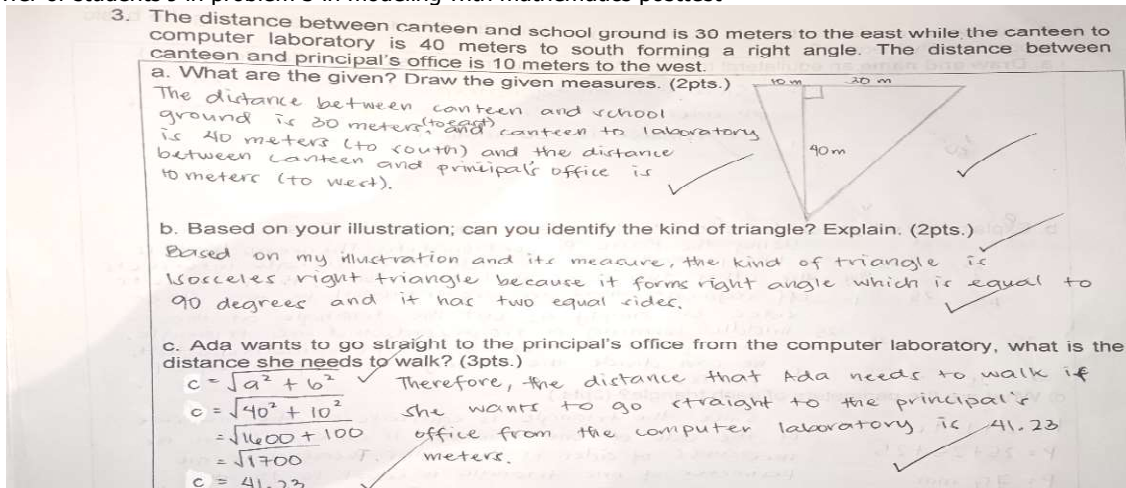 3. The distance between canteen and school ground is 30 meters to the east while the canteen to
computer laboratory is 40 meters to south forming a right angle. The distance between
canteen and principal's office is 10 meters to the west.
a. What are the given? Draw the given measures. (2pts.)
10 m 30 m
The distance between canteen and school
ground is 30 meters (to east) and canteen to laboratory
is 40 meters (to south) and the distance
between canteen and principal's office is
10 meters (to west).
40m
b. Based on your illustration; can you identify the kind of triangle? Explain. (2pts.)
Based on my illustration and its measure, the kind of triangle is
Isosceles right triangle because it forms right angle which is equal to
90 degrees and it has two equal sides.
c. Ada wants to go straight to the principal's office from the computer laboratory, what is the
distance she needs to walk? (3pts.)
c = √a² + b²
c = √40² + 10²
= √1600 + 100
= √1700
c = 41.23
Therefore, the distance that Ada needs to walk if
she wants to go straight to the principal's
office from the computer laboratory is 41.23
meters.